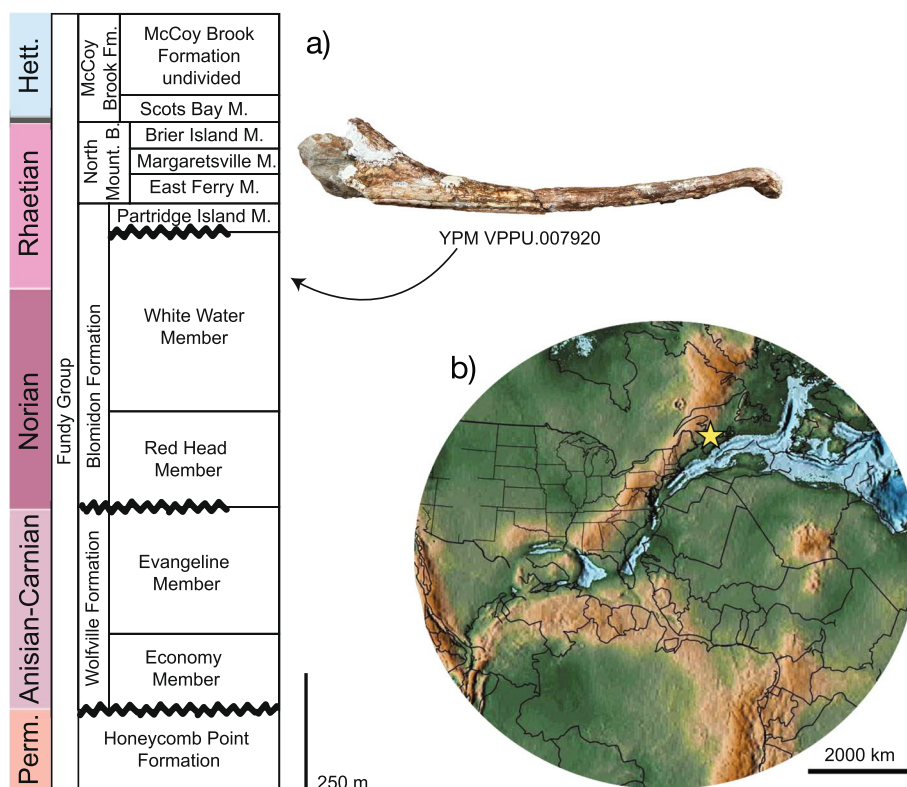 Hett.
Rhaetian
Norian
Anisian-Carnian
Perm.
Fundy Group
McCoy
Brook Fm.
North
Mount. B.
Blomidon Formation
Wolfville Formation
McCoy Brook
Formation
undivided
Scots Bay M.
Brier Island M.
Margaretsville M.
East Ferry M.
Partridge Island M.
White Water
Member
Red Head
Member
Evangeline
Member
Economy
Member
Honeycomb Point
Formation
250 m
a)
YPM VPPU.007920
b)
2000 km